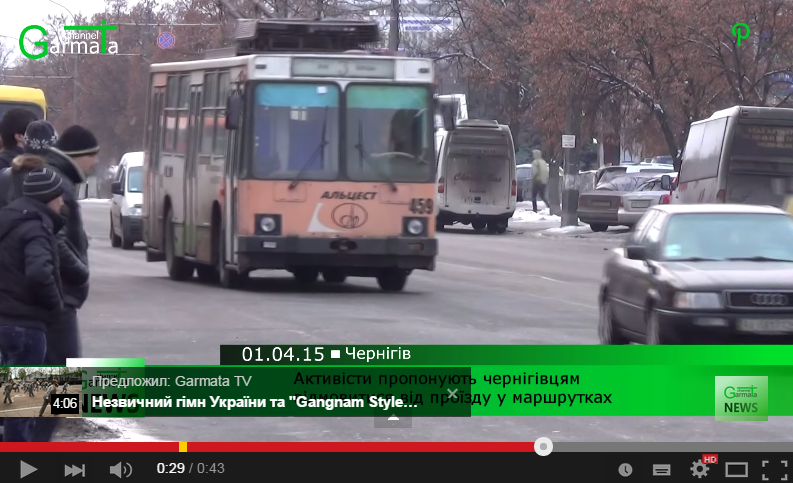 channel
Garmata
АЛЬЦЕСТ
459
01.04.15 Чернігів
Предложил: Garmata TV
Активісти пропонують чернігівцям
4:06
Незвичний гімн України та "Gangnam Style...
від проїзду у маршрутках
NEWS
Garmata
NEWS
0:29 / 0:43
HD